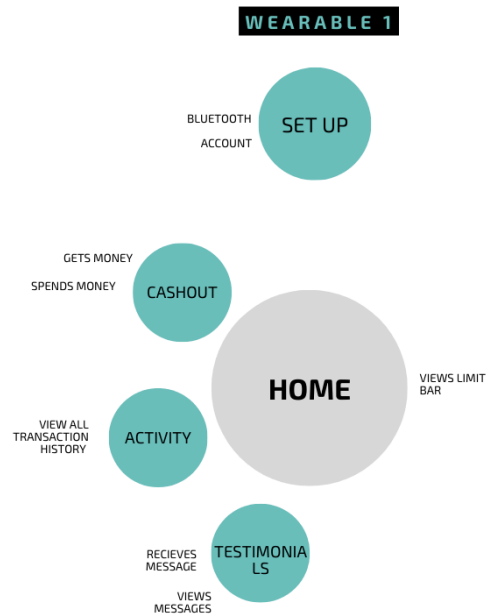 WEARABLE 1
BLUETOOTH
ACCOUNT
SET UP
GETS MONEY
SPENDS MONEY
CASHOUT
HOME
VIEWS LIMIT
BAR
VIEW ALL
TRANSACTION
HISTORY
ACTIVITY
RECIEVES
MESSAGE
VIEWS
MESSAGES
TESTIMONIA
LS